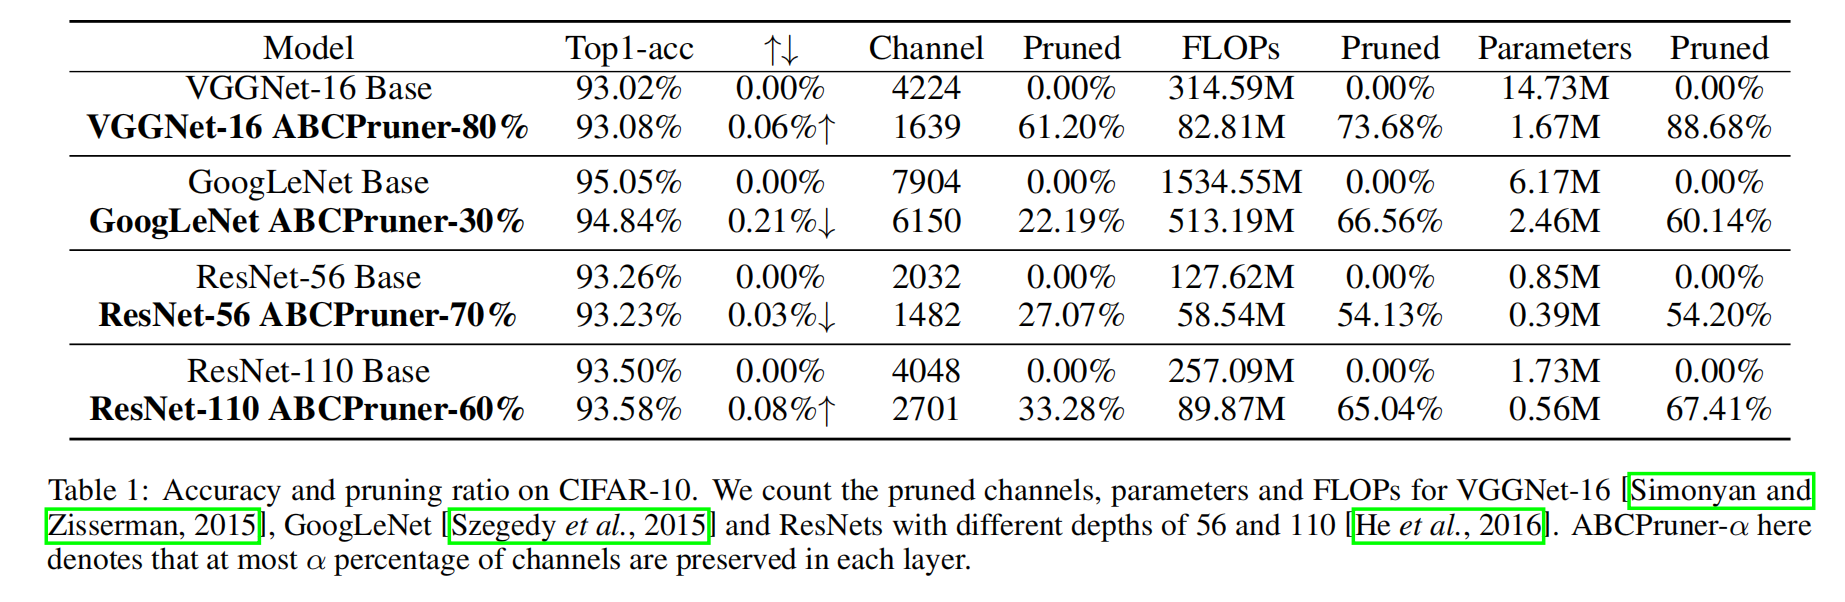 Model Top1-acc ↑↓ Channel Pruned FLOPs Pruned Parameters Pruned
VGGNet-16 Base 93.02% 0.00% 4224 0.00% 314.59M 0.00% 14.73M 0.00%
VGGNet-16 ABCPruner-80% 93.08% 0.06%↑ 1639 61.20% 82.81M 73.68% 1.67M 88.68%
GoogLeNet Base 95.05% 0.00% 7904 0.00% 1534.55M 0.00% 6.17M 0.00%
GoogLeNet ABCPruner-30% 94.84% 0.21%↓ 6150 22.19% 513.19M 66.56% 2.46M 60.14%
ResNet-56 Base 93.26% 0.00% 2032 0.00% 127.62M 0.00% 0.85M 0.00%
ResNet-56 ABCPruner-70% 93.23% 0.03%↓ 1482 27.07% 58.54M 54.13% 0.39M 54.20%
ResNet-110 Base 93.50% 0.00% 4048 0.00% 257.09M 0.00% 1.73M 0.00%
ResNet-110 ABCPruner-60% 93.58% 0.08%↑ 2701 33.28% 89.87M 65.04% 0.56M 67.41%
Table 1: Accuracy and pruning ratio on CIFAR-10. We count the pruned channels, parameters and FLOPs for VGGNet-16 [Simonyan and
Zisserman, 2015], GoogLeNet [Szegedy et al., 2015] and ResNets with different depths of 56 and 110 [He et al., 2016]. ABCPruner-α here
denotes that at most α percentage of channels are preserved in each layer.